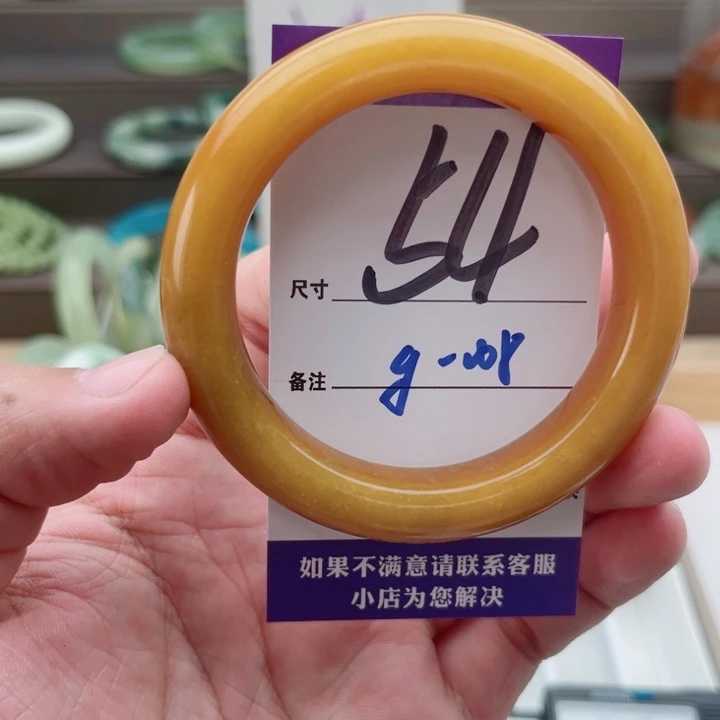 尺寸 54
备注
如果不满意请联系客服
小店为您解决